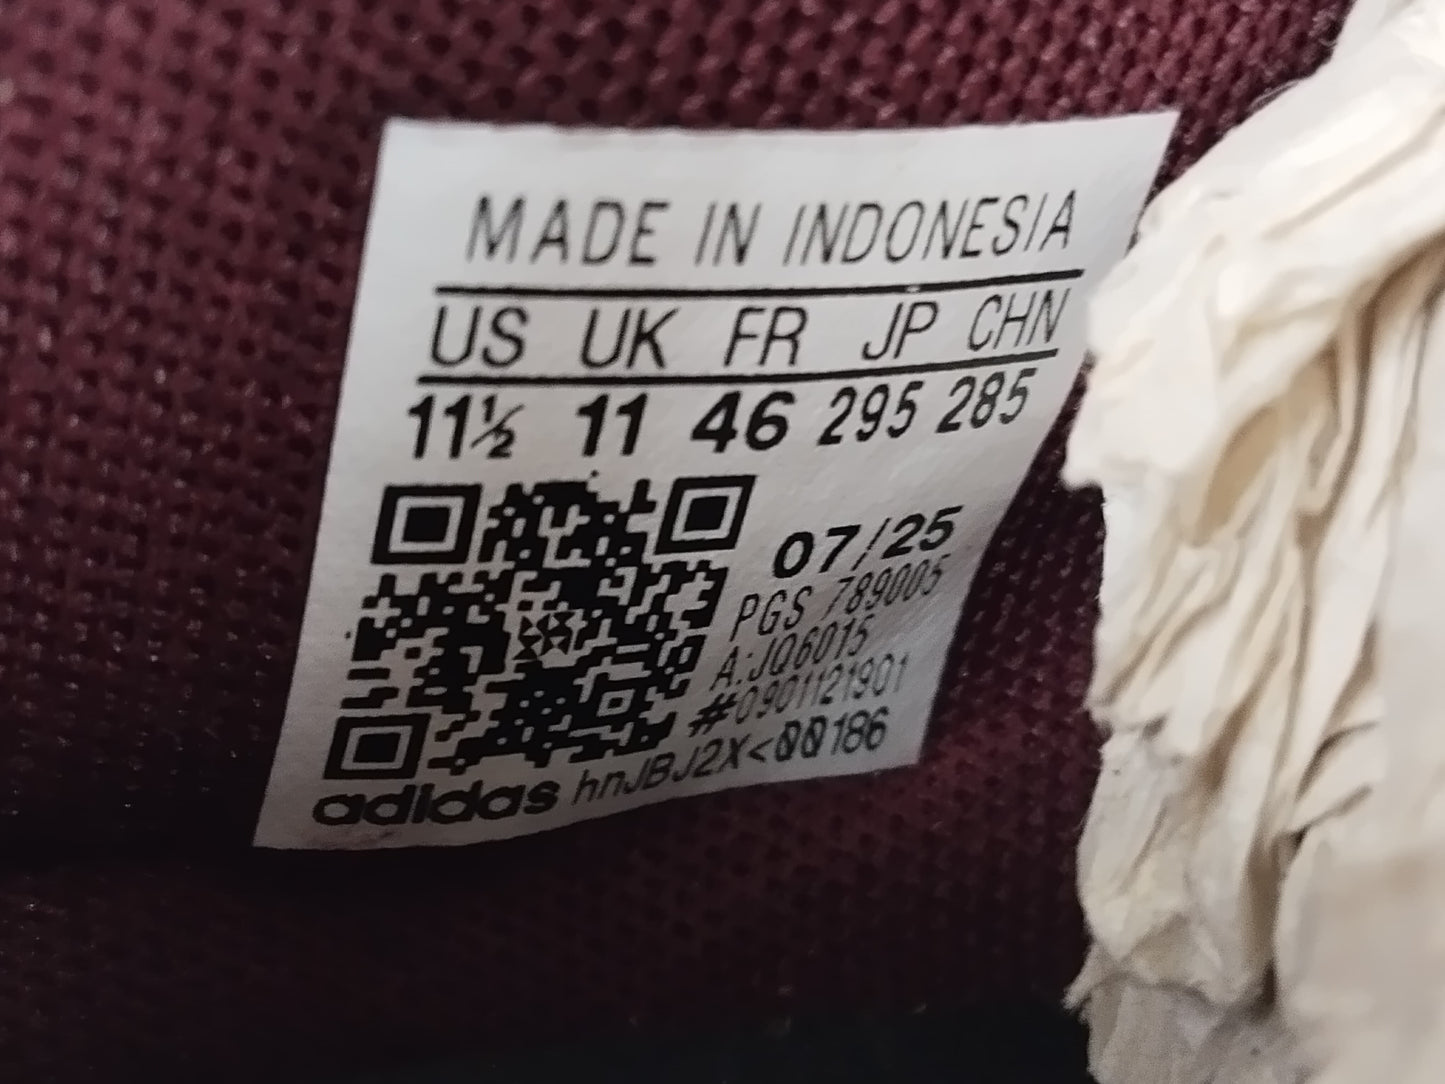 MADE IN INDONESIA
US UK FR JP CHN
11½ 11 46 295 285
07/25
PGS 789005
A:JQ6015
#0901121901
adidas hnJBJ2X<00186